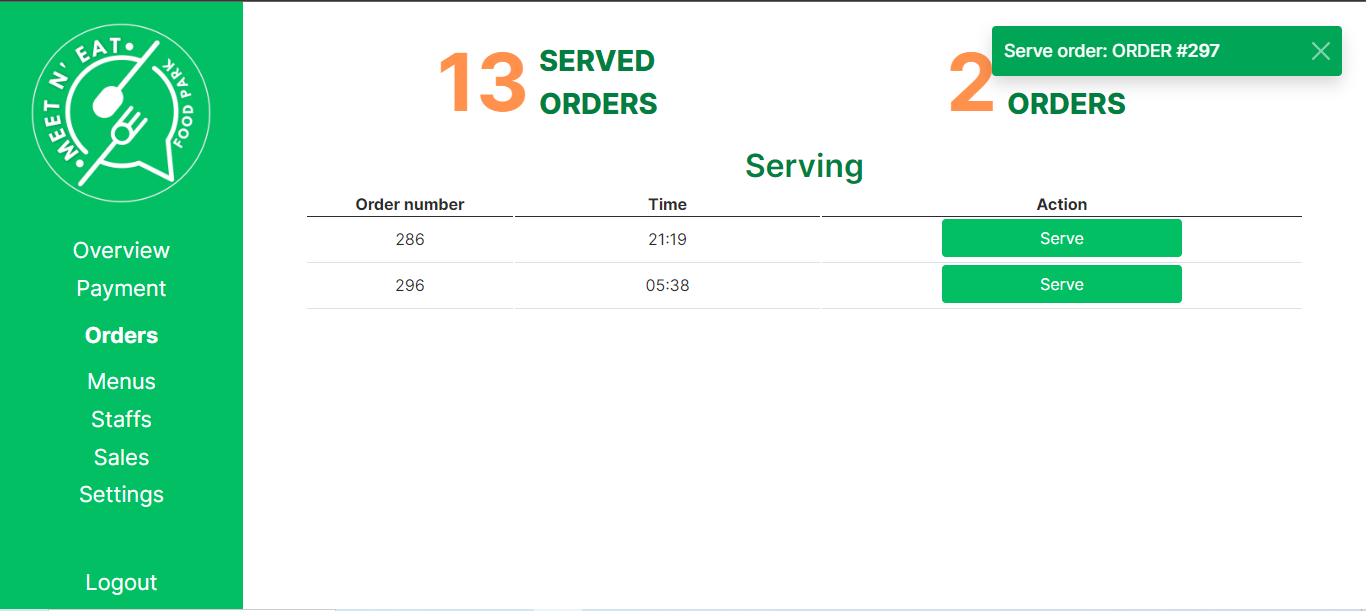 MEET N' EAT
FOOD PARK
Overview
Payment
Orders
Menus
Staffs
Sales
Settings
Logout
13 SERVED
ORDERS
2
ORDERS
Serve order: ORDER #297
Serving
Order number Time Action
286 21:19 Serve
296 05:38 Serve